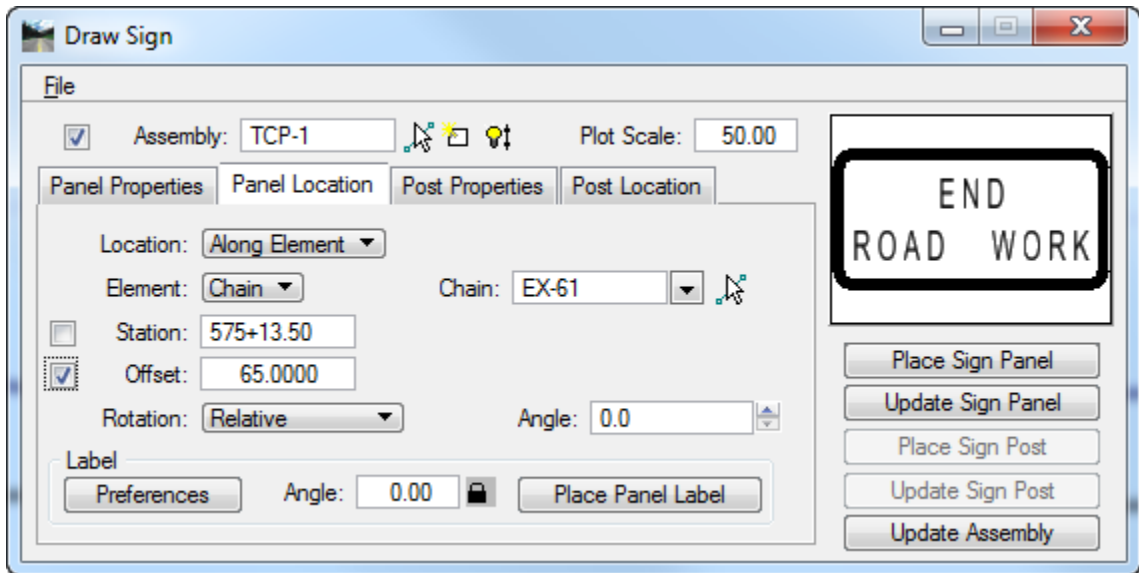 Draw Sign
File
Assembly: TCP-1 Plot Scale: 50.00
Panel Properties Panel Location Post Properties Post Location
Location: Along Element
Element: Chain Chain: EX-61
Station: 575+13.50
Offset: 65.0000
Rotation: Relative Angle: 0.0
Label
Preferences Angle: 0.00 Place Panel Label
END
ROAD WORK
Place Sign Panel
Update Sign Panel
Place Sign Post
Update Sign Post
Update Assembly